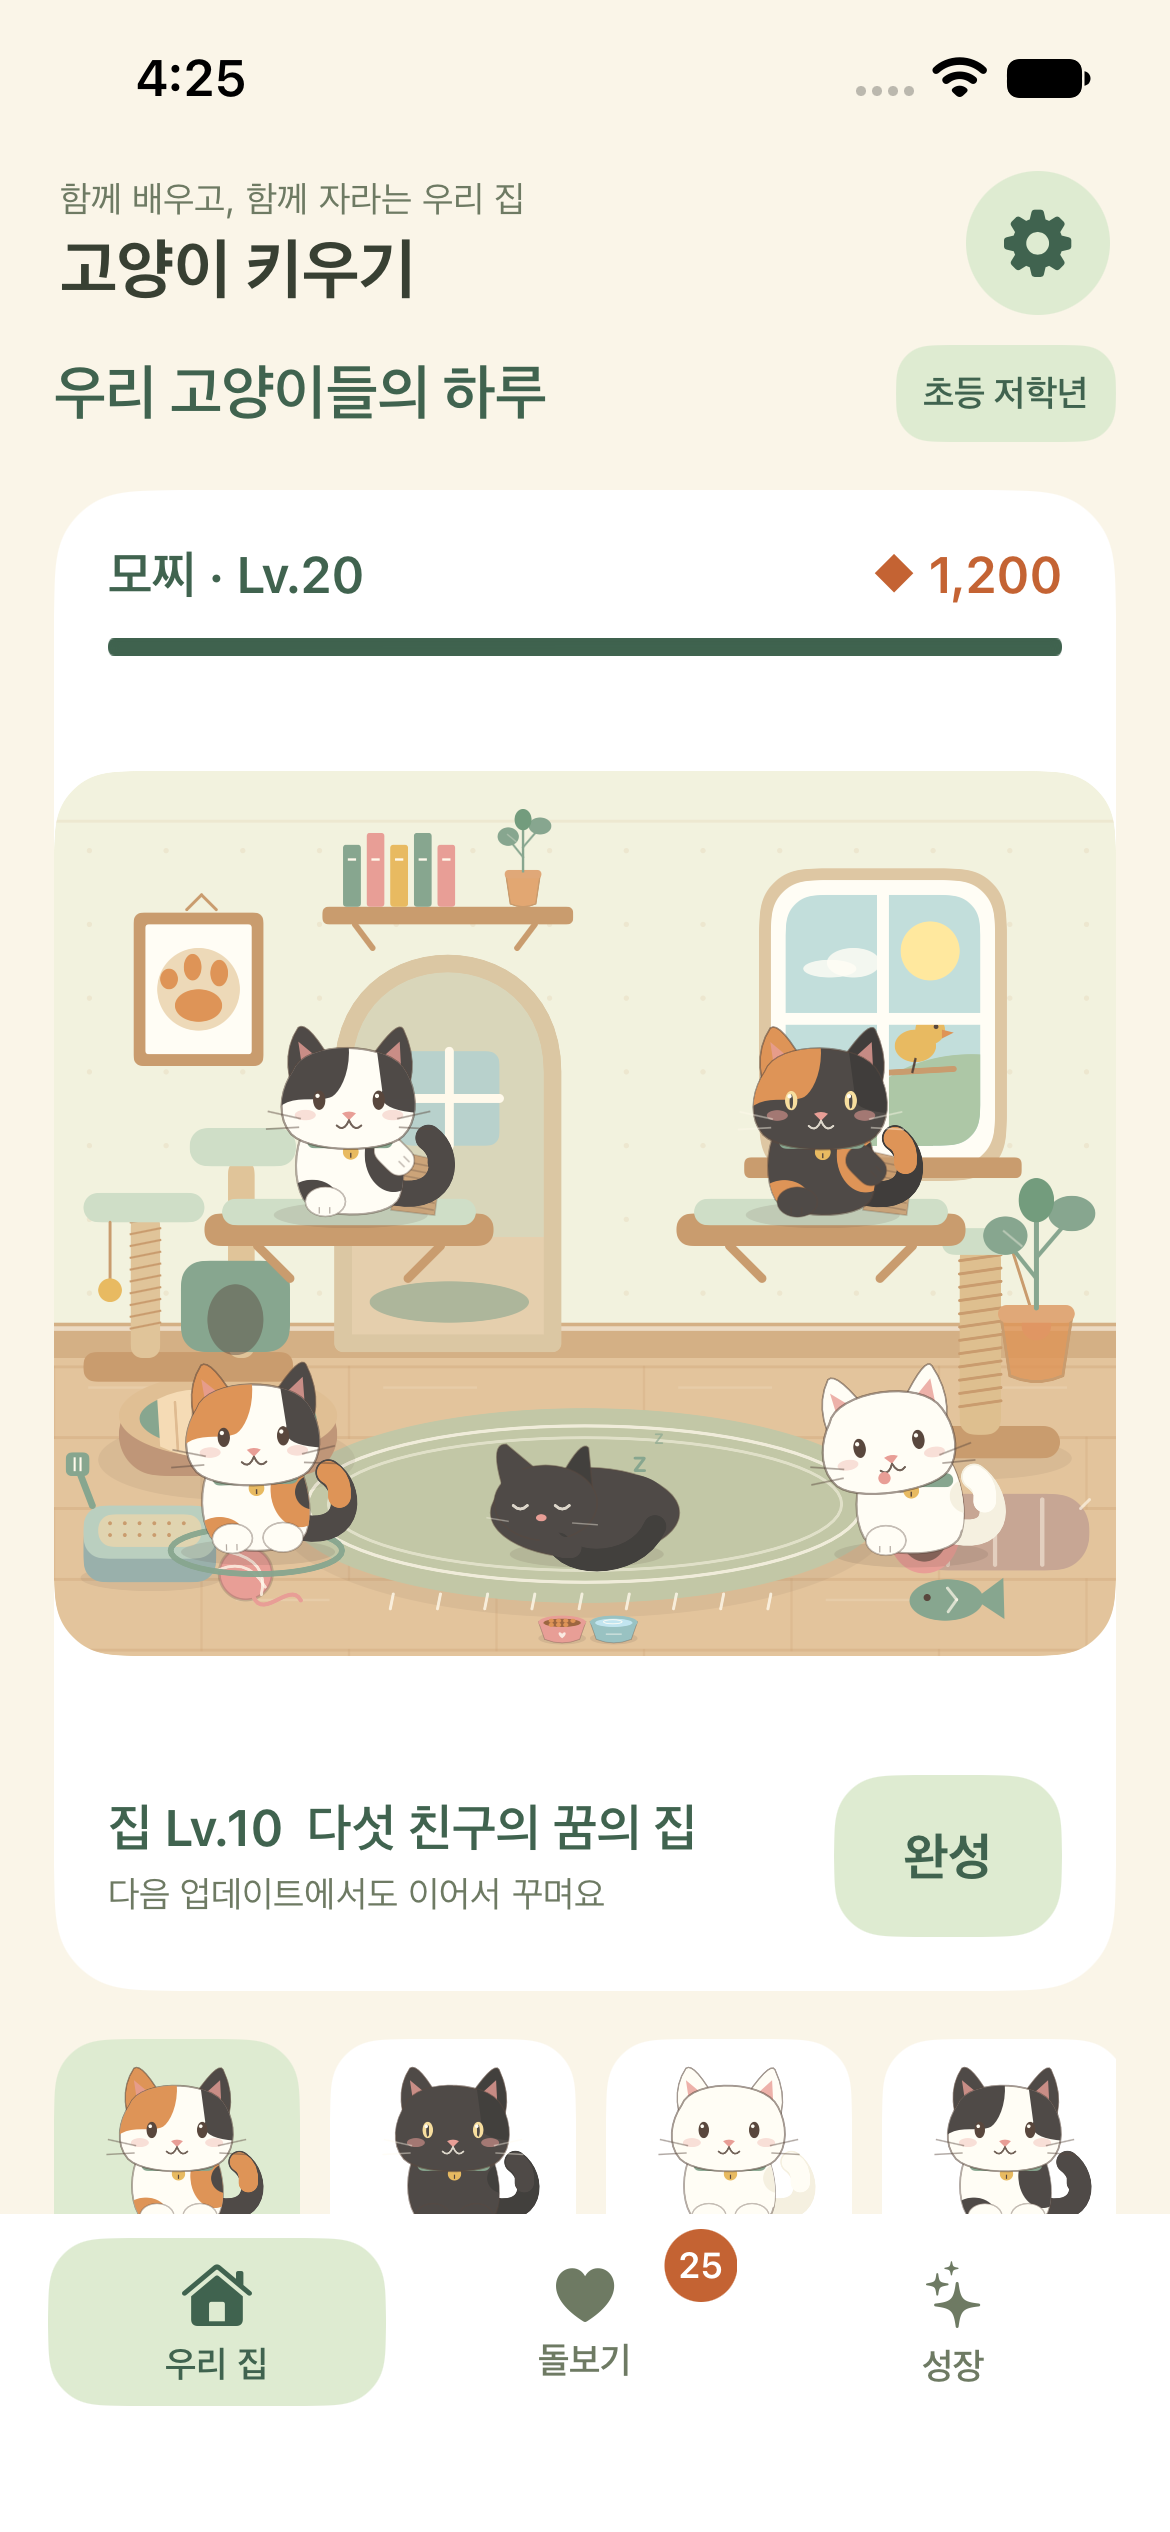 4:25
함께 배우고, 함께 자라는 우리 집
고양이 키우기
우리 고양이들의 하루
초등 저학년
모찌 · Lv.20
◆ 1,200
z
z
집 Lv.10 다섯 친구의 꿈의 집
다음 업데이트에서도 이어서 꾸며요
완성
25
우리 집
돌보기
성장